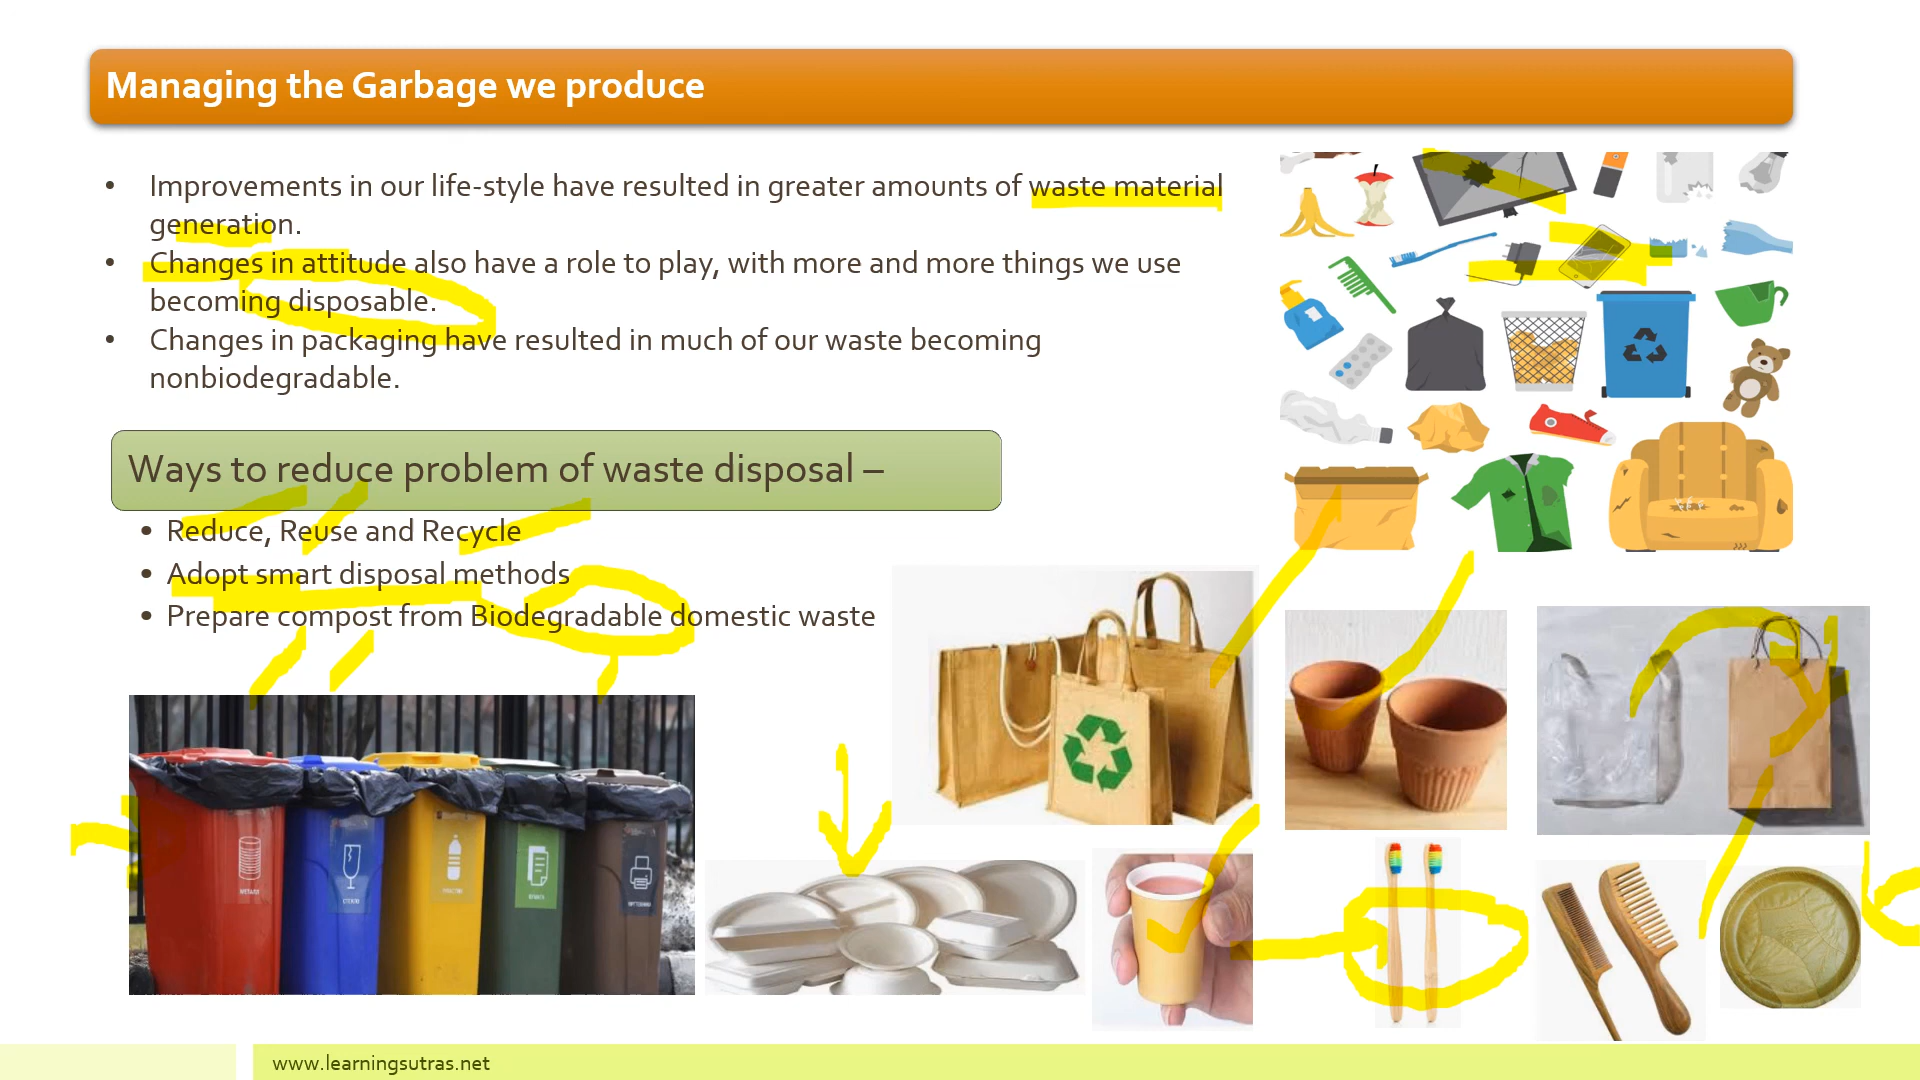 Managing the Garbage we produce
• Improvements in our life-style have resulted in greater amounts of waste material
generation.
• Changes in attitude also have a role to play, with more and more things we use
becoming disposable.
• Changes in packaging have resulted in much of our waste becoming
nonbiodegradable.
Ways to reduce problem of waste disposal –
• Reduce, Reuse and Recycle
• Adopt smart disposal methods
• Prepare compost from Biodegradable domestic waste
www.learningsutras.net